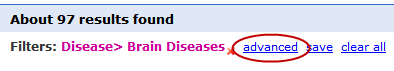 About 97 results found
Filters: Disease> Brain Diseases advanced save clear all